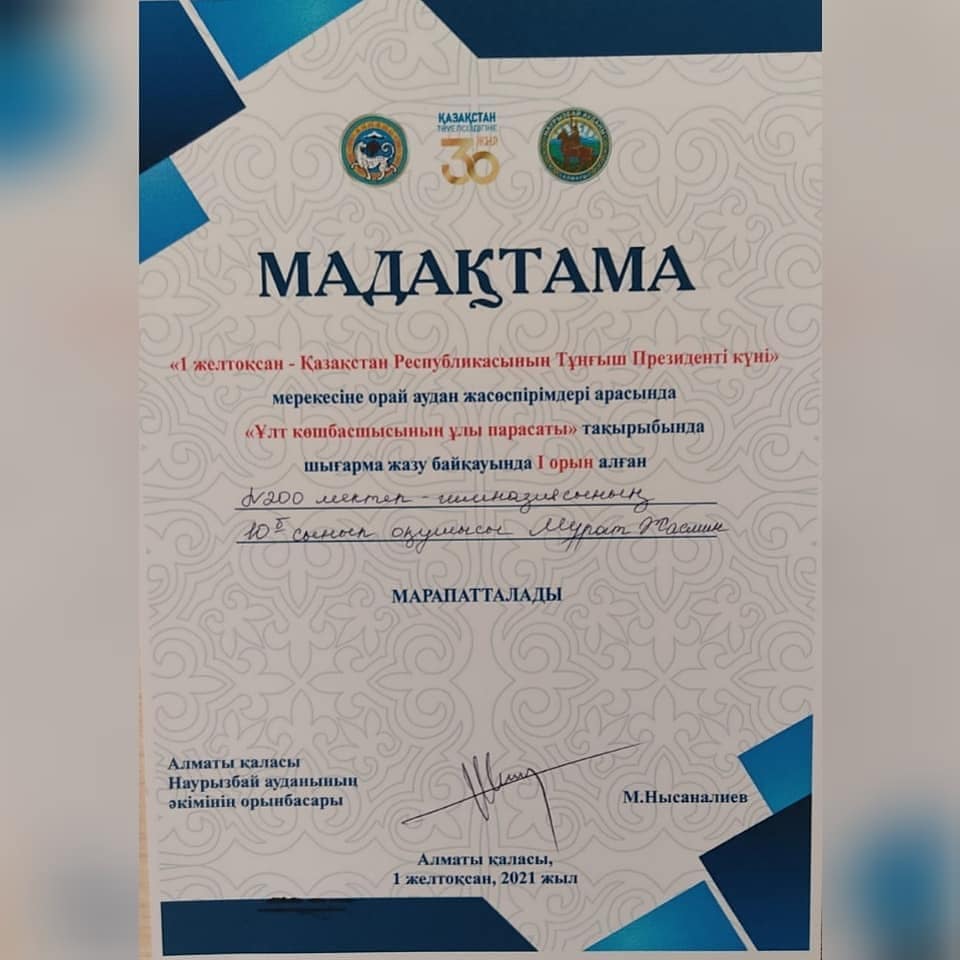 ҚАЗАҚСТАН
ТӘУЕЛСІЗДІГІНЕ
30 ЖЫЛ
МАДАҚТАМА
«1 желтоқсан - Қазақстан Республикасының Тұңғыш Президенті күні»
мерекесіне орай аудан жасөспірімдері арасында
«Ұлт көшбасшысының ұлы парасаты» тақырыбында
шығарма жазу байқауында І орын алған
№200 мектеп - гимназиясының
10 сынып оқушысы Мурат Жасмин
МАРАПАТТАЛАДЫ
Алматы қаласы
Наурызбай ауданының
әкімінің орынбасары
М.Нысаналиев
Алматы қаласы,
1 желтоқсан, 2021 жыл